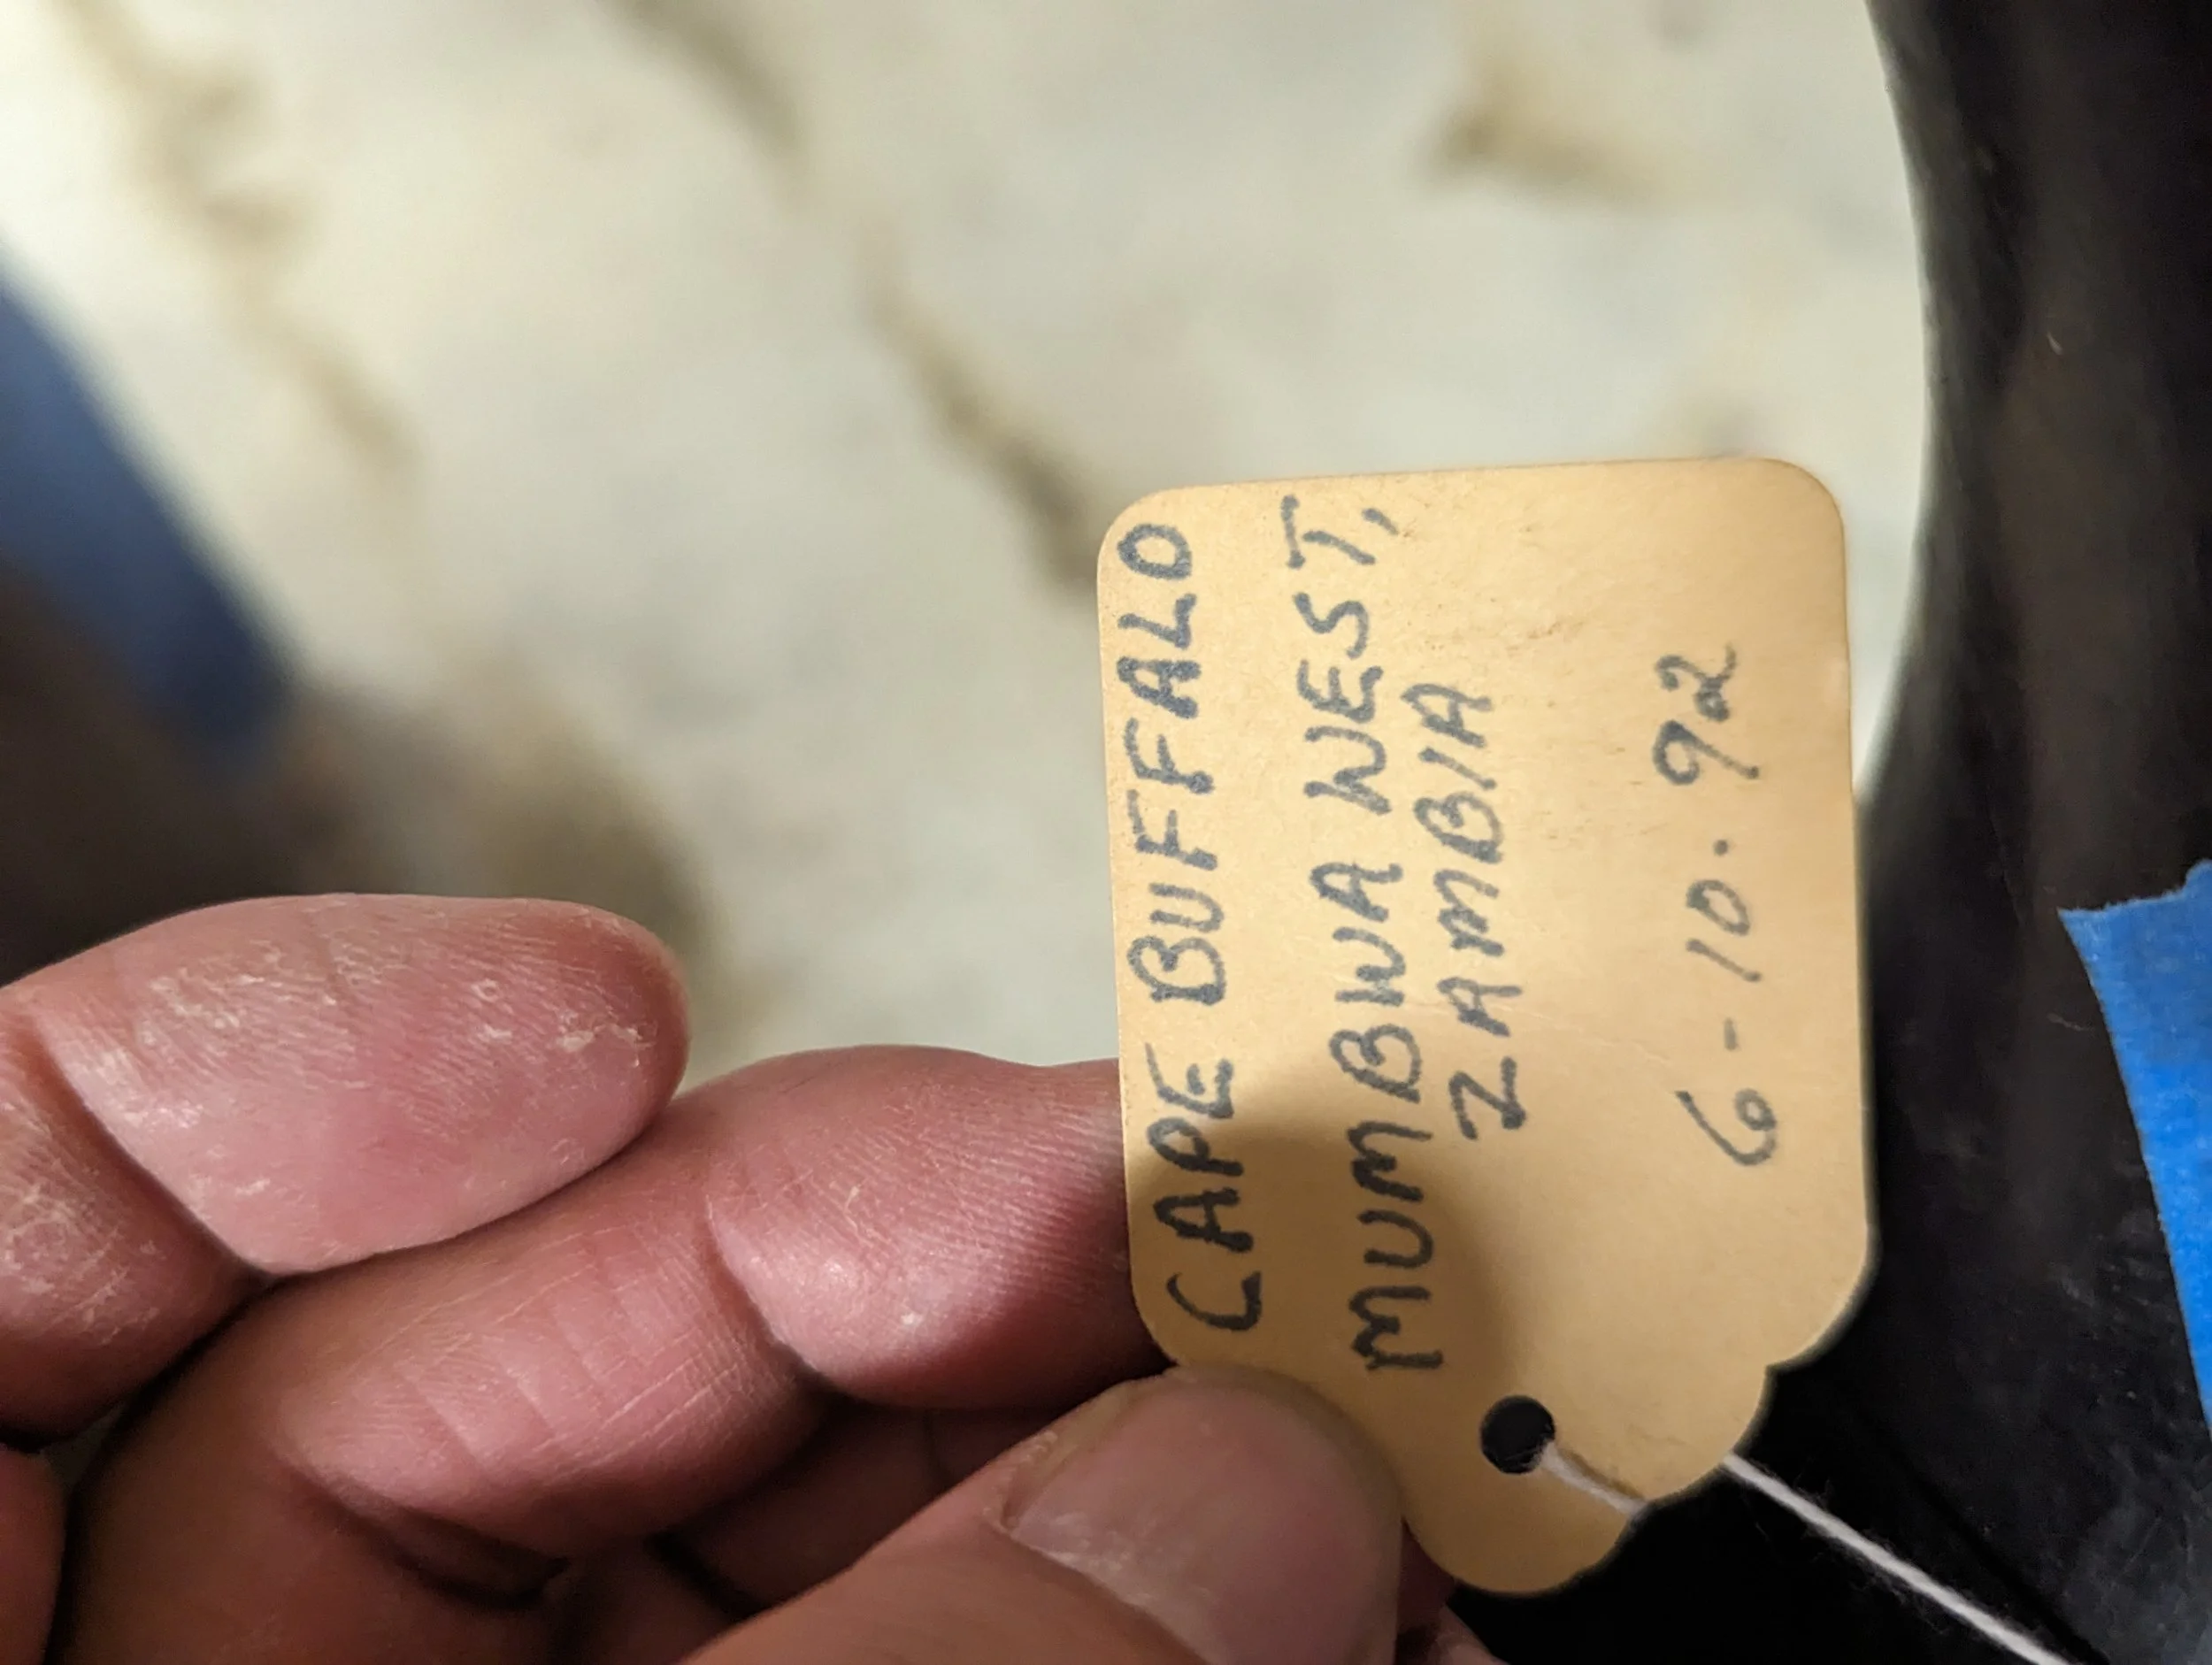 CAPE BUFFALO
MUMBWA WEST,
ZAMBIA
6-10.92